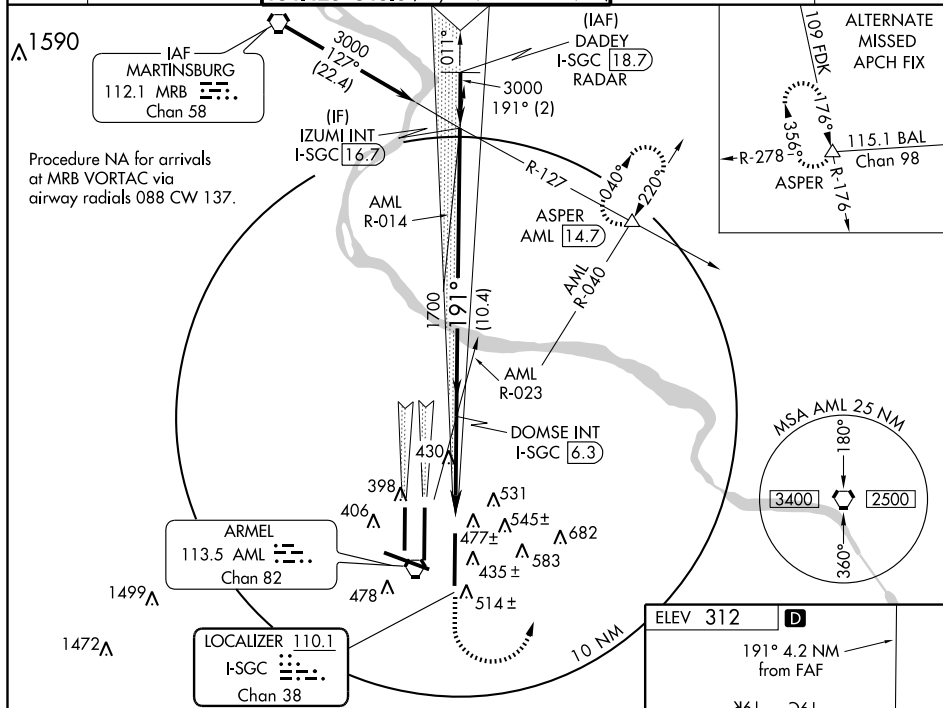 1590
IAF
MARTINSBURG
112.1 MRB
Chan 58
Procedure NA for arrivals
at MRB VORTAC via
airway radials 088 CW 137.
3000
127°
(22.4)
011°
(IAF)
DADEY
I-SGC 18.7
RADAR
3000
191° (2)
(IF)
IZUMI INT
I-SGC 16.7
AML
R-014
R-127
040°
220°
ASPER
AML 14.7
AML
R-040
1700
191°
(10.4)
AML
R-023
DOMSE INT
I-SGC 6.3
430
398
406
531
545±
477±
682
583
435±
478
514±
ARMEL
113.5 AML
Chan 82
1499
1472
LOCALIZER 110.1
I-SGC
Chan 38
10 NM
ALTERNATE
MISSED
APCH FIX
109 FDK
176°
356°
R-278
115.1 BAL
Chan 98
ASPER
R-176
MSA AML 25 NM
180°
3400
2500
360°
ELEV 312
D
191° 4.2 NM
from FAF